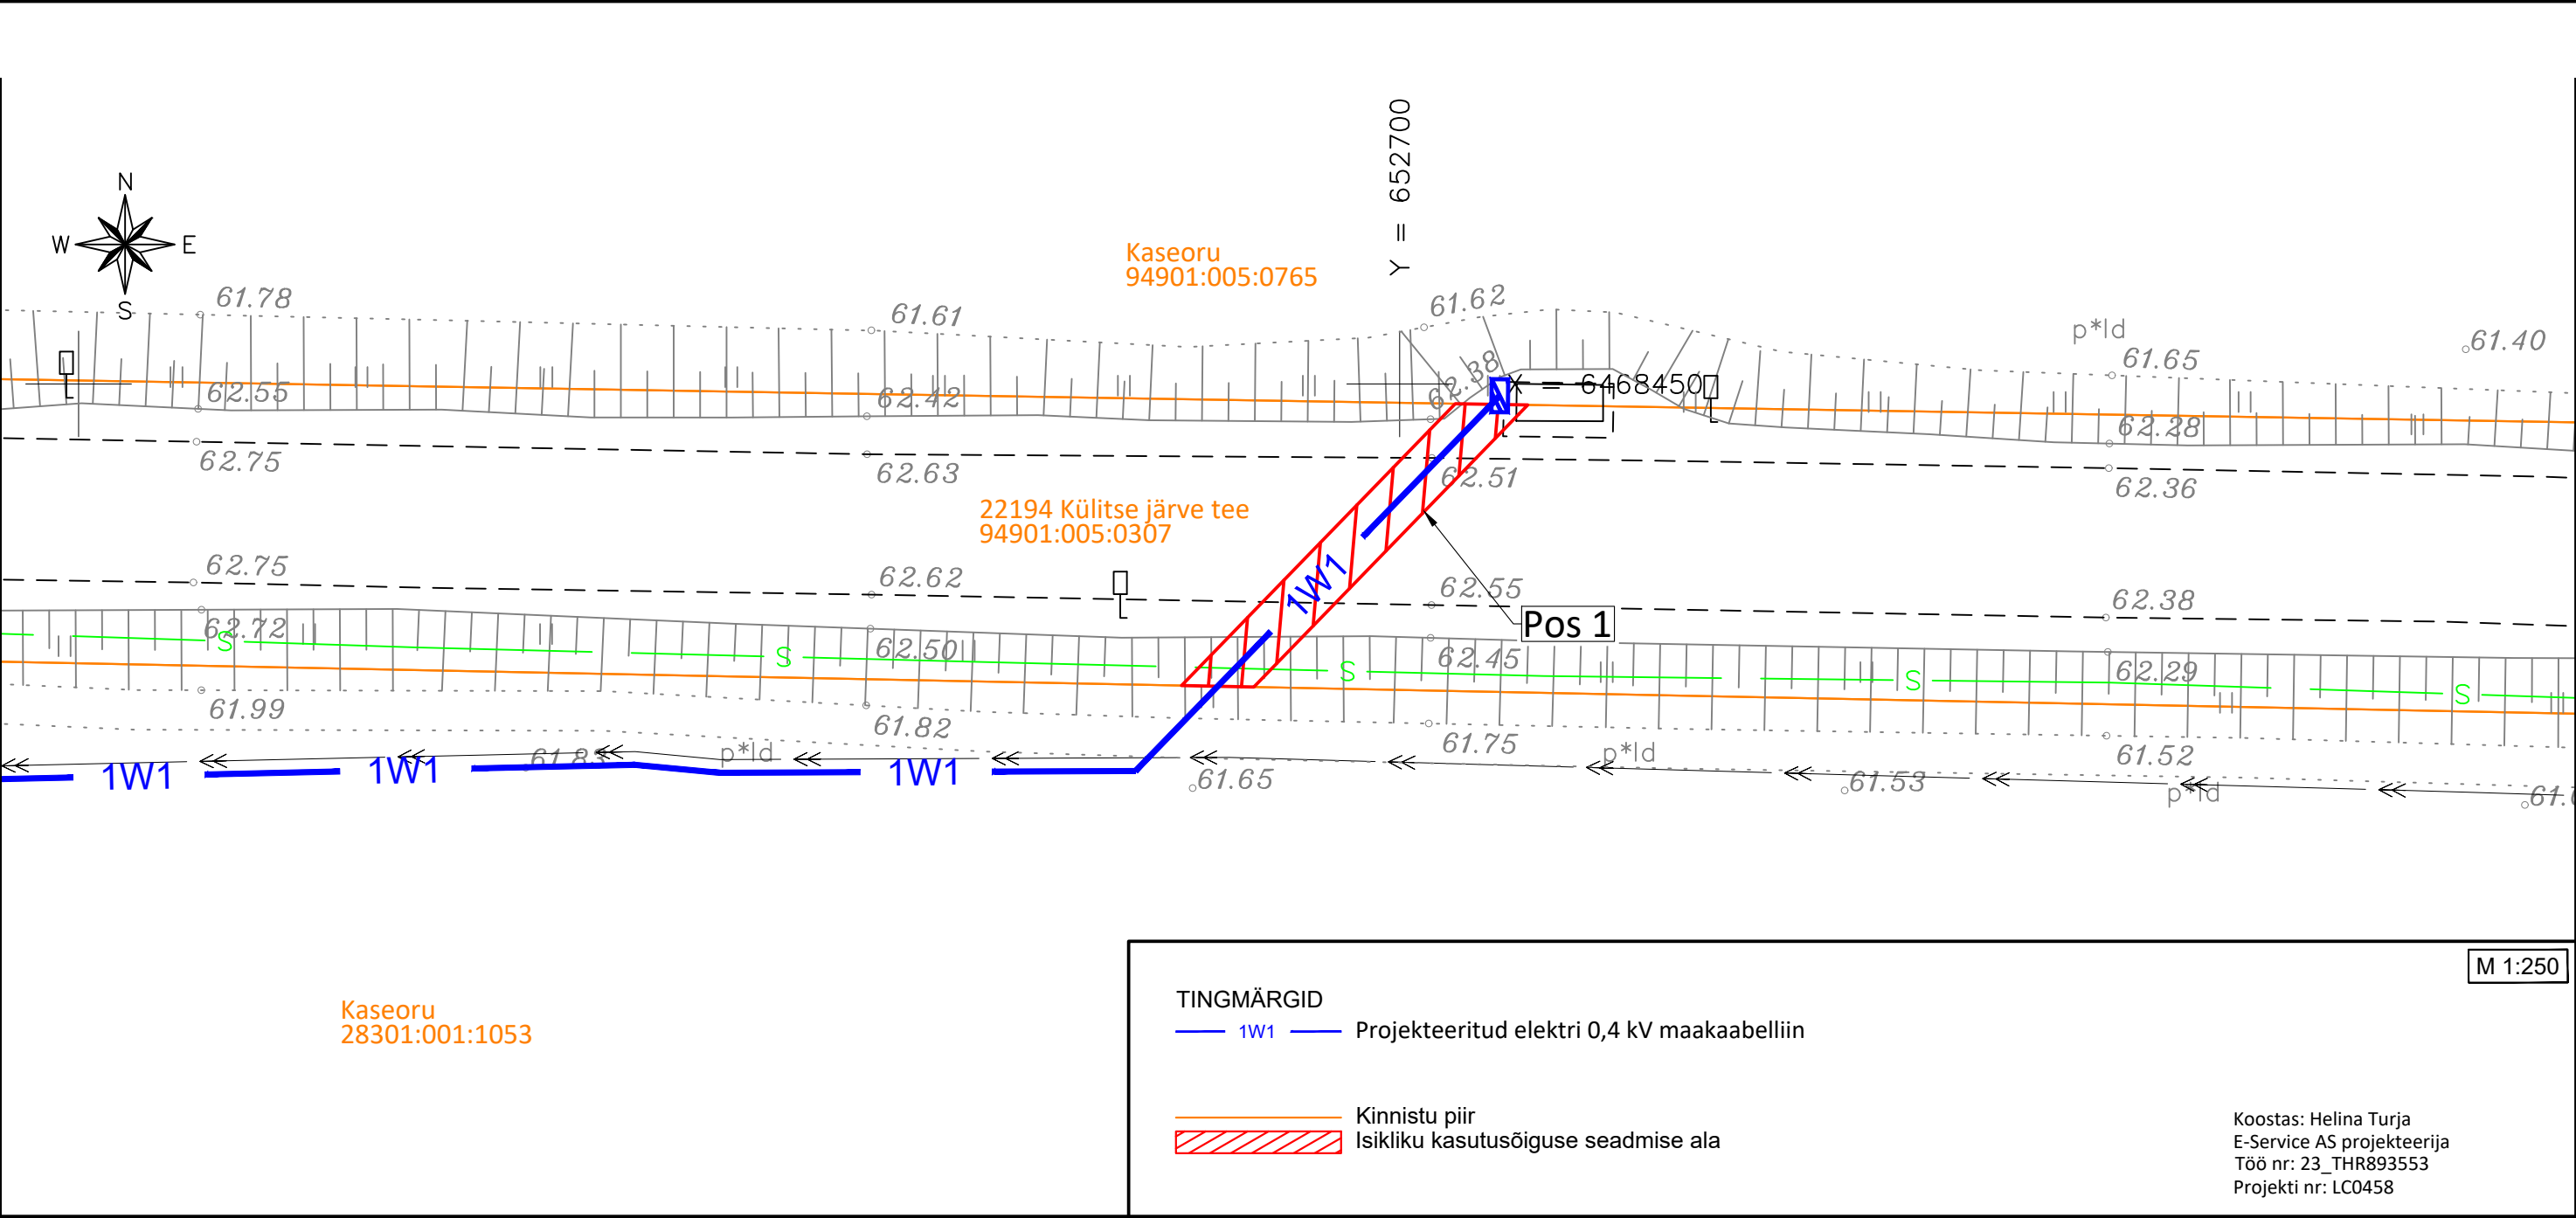 Y = 652700
N
W E
S
Kaseoru
94901:005:0765
61.78
61.61
61.62
p*ld
61.65
61.40
62.55
62.42
62.38
X = 6468450
62.28
62.75
62.63
62.51
62.36
22194 Külitse järve tee
94901:005:0307
62.75
62.62
1W1
62.55
62.38
Pos 1
62.72
S
62.50
S
62.45
S
62.29
S
S
61.99
61.82
61.75
61.52
61.83
p*ld
p*ld
p*ld
1W1
1W1
1W1
61.65
61.53
Kaseoru
28301:001:1053
M 1:250
TINGMÄRGID
1W1 Projekteeritud elektri 0,4 kV maakaabelliin
Kinnistu piir
Isikliku kasutusõiguse seadmise ala
Koostas: Helina Turja
E-Service AS projekteerija
Töö nr: 23_THR893553
Projekti nr: LC0458